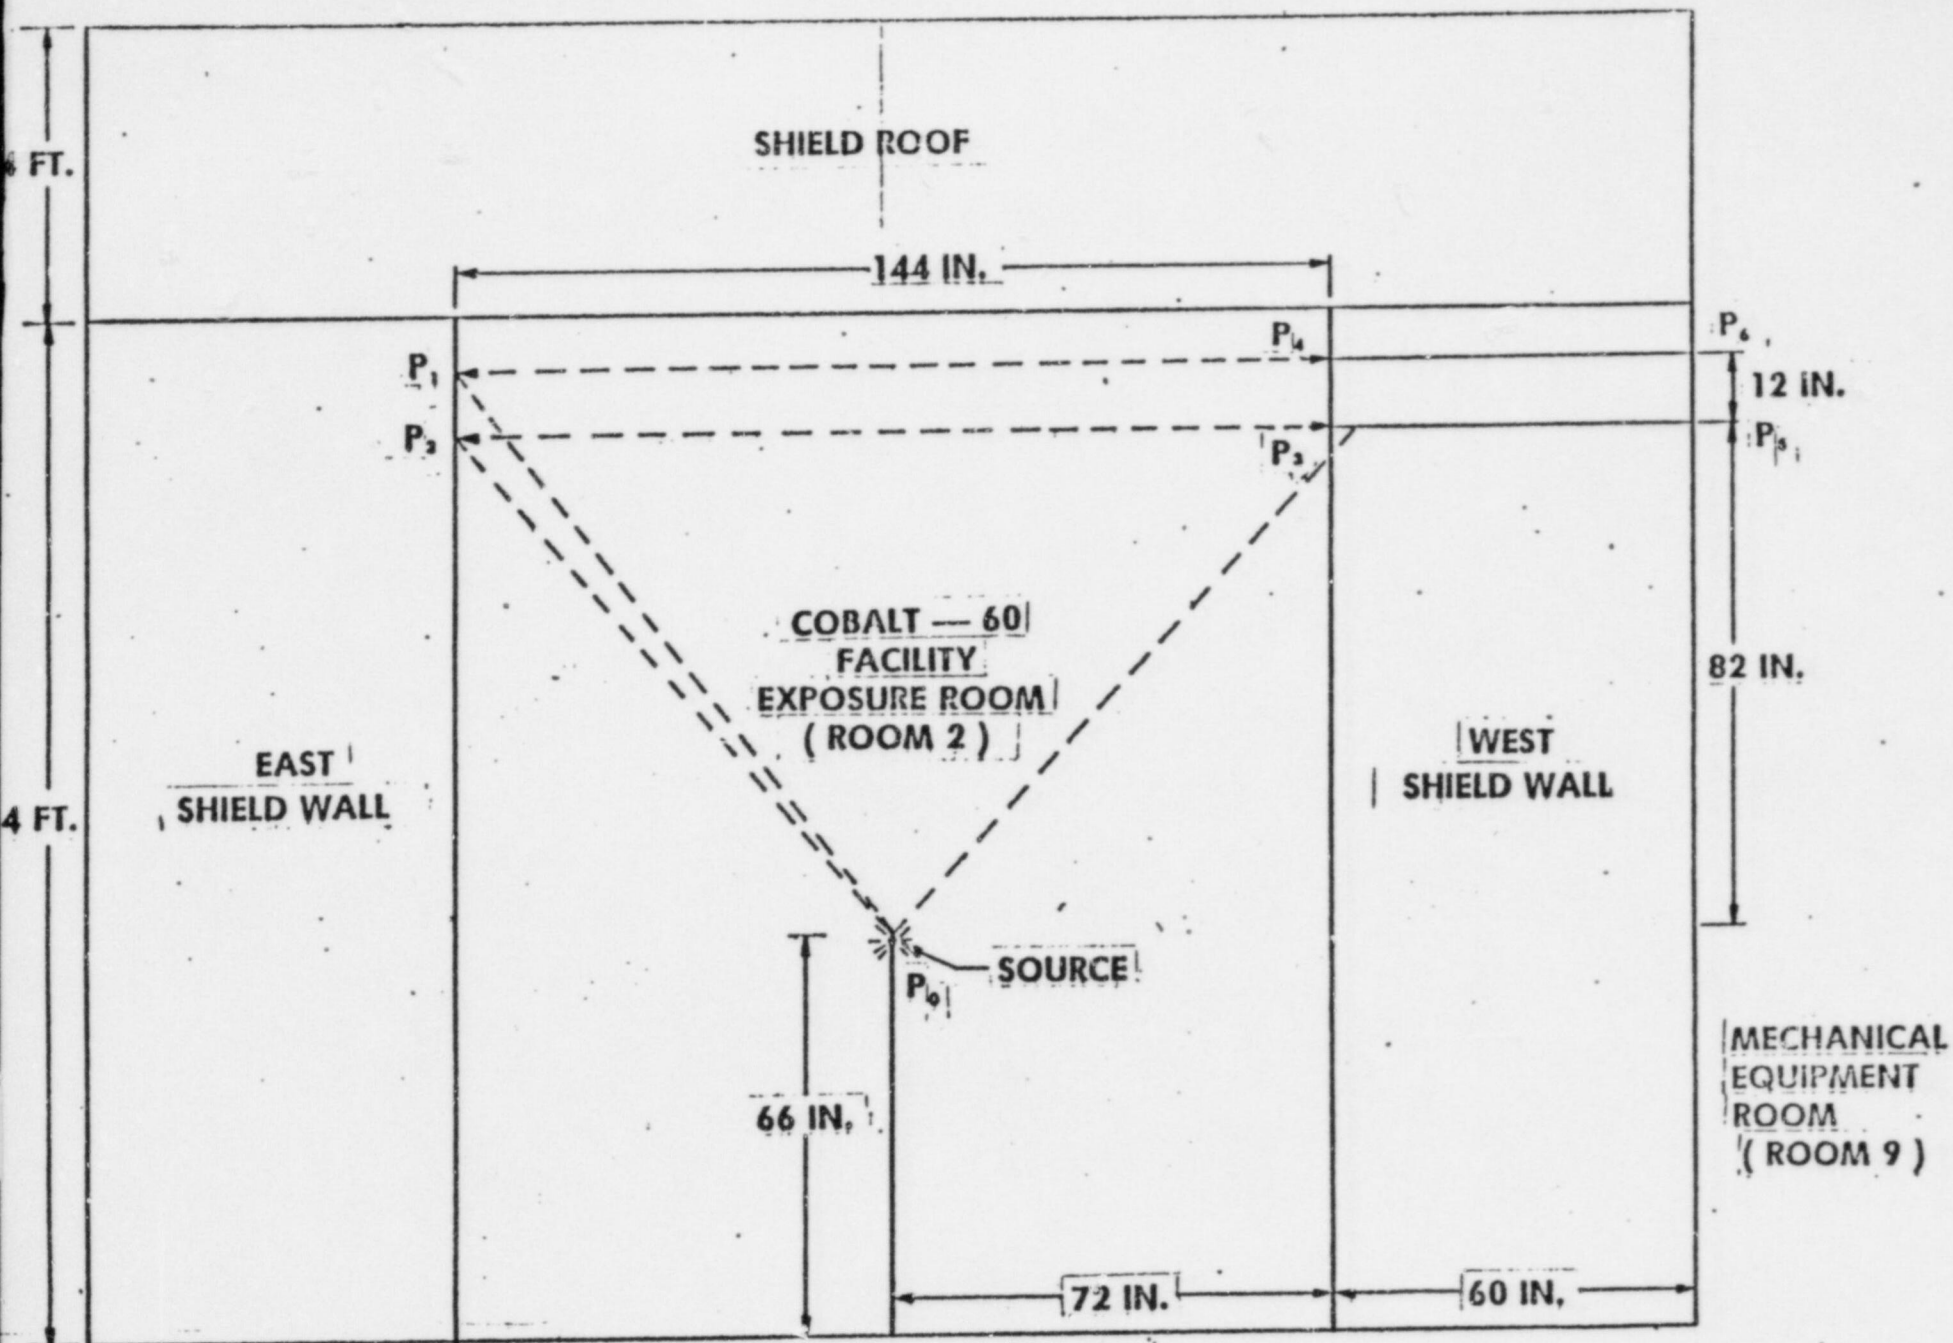 SHIELD ROOF
FT.
144 IN.
P₁
P₂
P₄
P₃
P₆
12 IN.
P₅
COBALT — 60
FACILITY
EXPOSURE ROOM
( ROOM 2 )
82 IN.
EAST
SHIELD WALL
WEST
SHIELD WALL
4 FT.
SOURCE
P₀
66 IN.
MECHANICAL
EQUIPMENT
ROOM
( ROOM 9 )
72 IN.
60 IN.